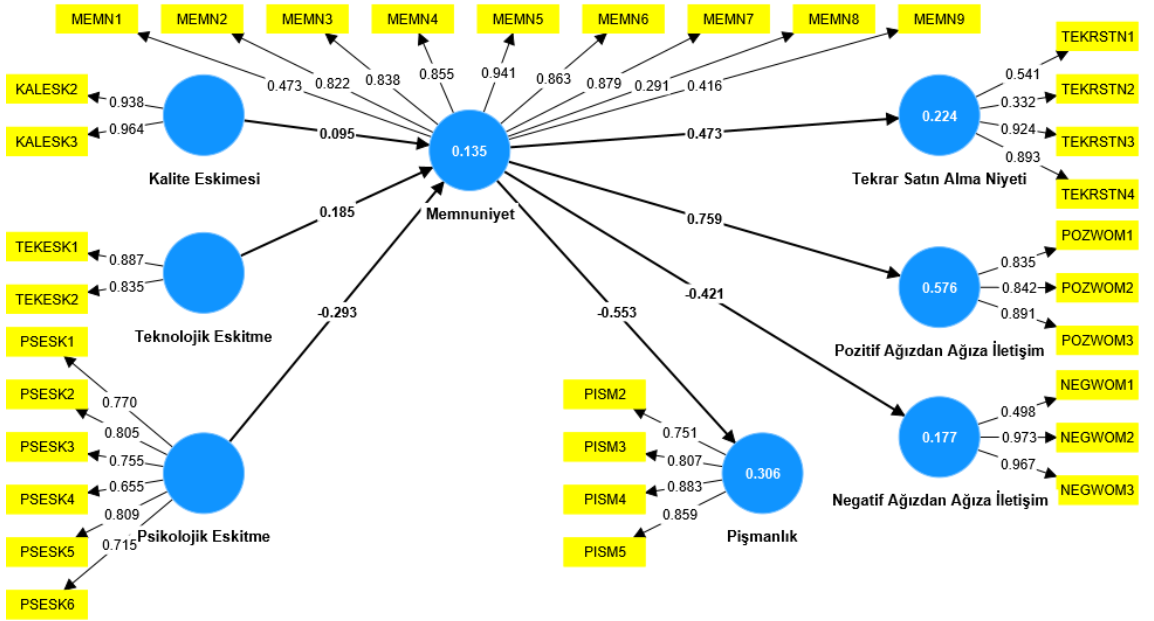 MEMN1
MEMN2
MEMN3
MEMN4
MEMN5
MEMN6
MEMN7
MEMN8
MEMN9
0.473
0.822
0.838
0.855
0.941
0.863
0.879
0.291
0.416
KALESK2
KALESK3
0.938
0.964
Kalite Eskimesi
0.095
0.135
Memnuniyet
TEKESK1
TEKESK2
0.887
0.835
Teknolojik Eskitme
0.185
PSESK1
PSESK2
PSESK3
PSESK4
PSESK5
PSESK6
0.770
0.805
0.755
0.655
0.809
0.715
Psikolojik Eskitme
-0.293
0.473
0.224
Tekrar Satın Alma Niyeti
0.541
0.332
0.924
0.893
TEKRSTN1
TEKRSTN2
TEKRSTN3
TEKRSTN4
0.759
0.576
Pozitif Ağızdan Ağıza İletişim
0.835
0.842
0.891
POZWOM1
POZWOM2
POZWOM3
-0.421
0.177
Negatif Ağızdan Ağıza İletişim
0.498
0.973
0.967
NEGWOM1
NEGWOM2
NEGWOM3
-0.553
0.306
Pişmanlık
PISM2
PISM3
PISM4
PISM5
0.751
0.807
0.883
0.859